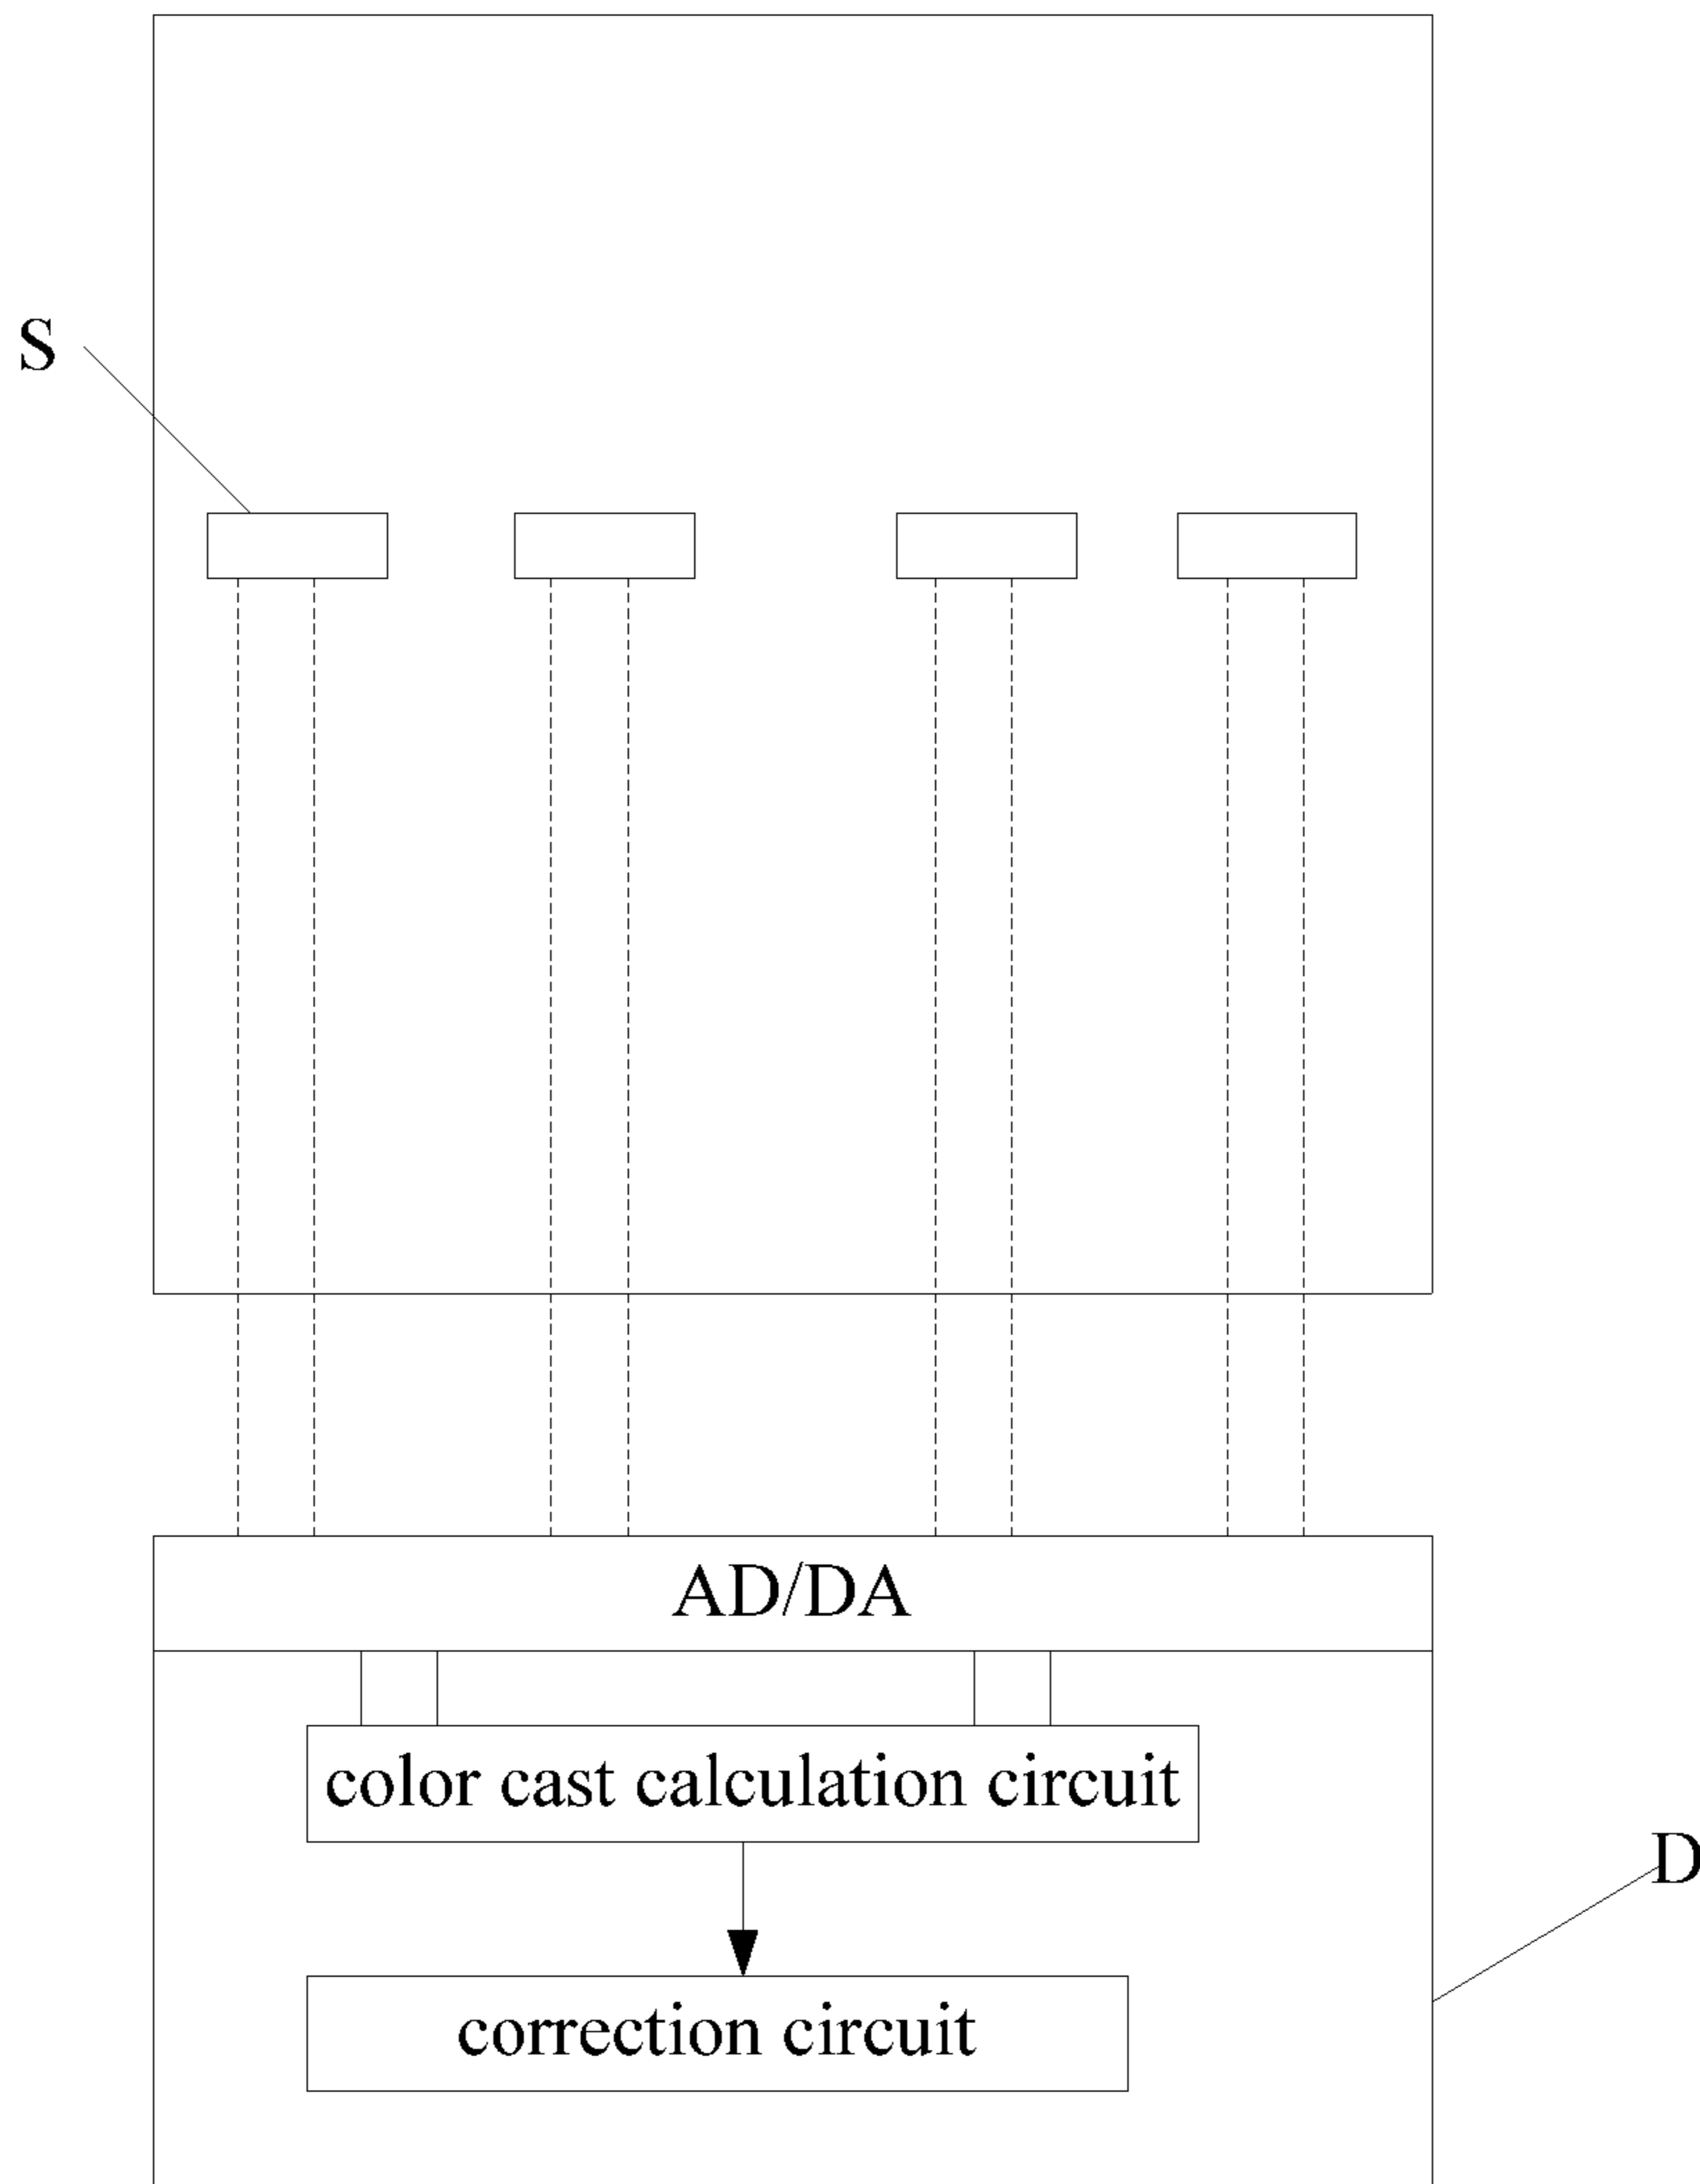 S
AD/DA
color cast calculation circuit
D
correction circuit